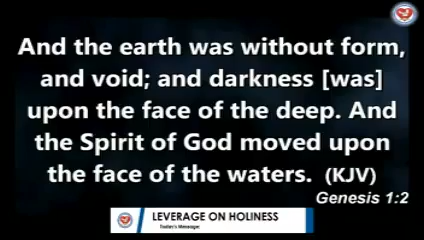 And the earth was without form,
and void; and darkness [was]
upon the face of the deep. And
the Spirit of God moved upon
the face of the waters. (KJV)
Genesis 1:2
LEVERAGE ON HOLINESS
Today's Message: